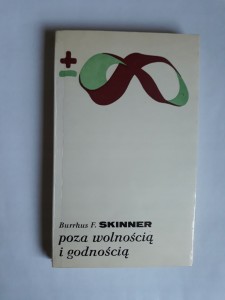 Burrhus F. SKINNER
poza wolnością
i godnością